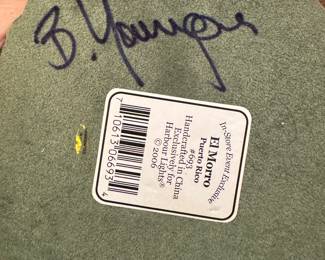 B. Younger
In-Store Event Exclusive
El Morro
Puerto Rico
#693
Handcrafted in China
Exclusively for
Harbour Lights®
© 2006
7 10613 06693 4